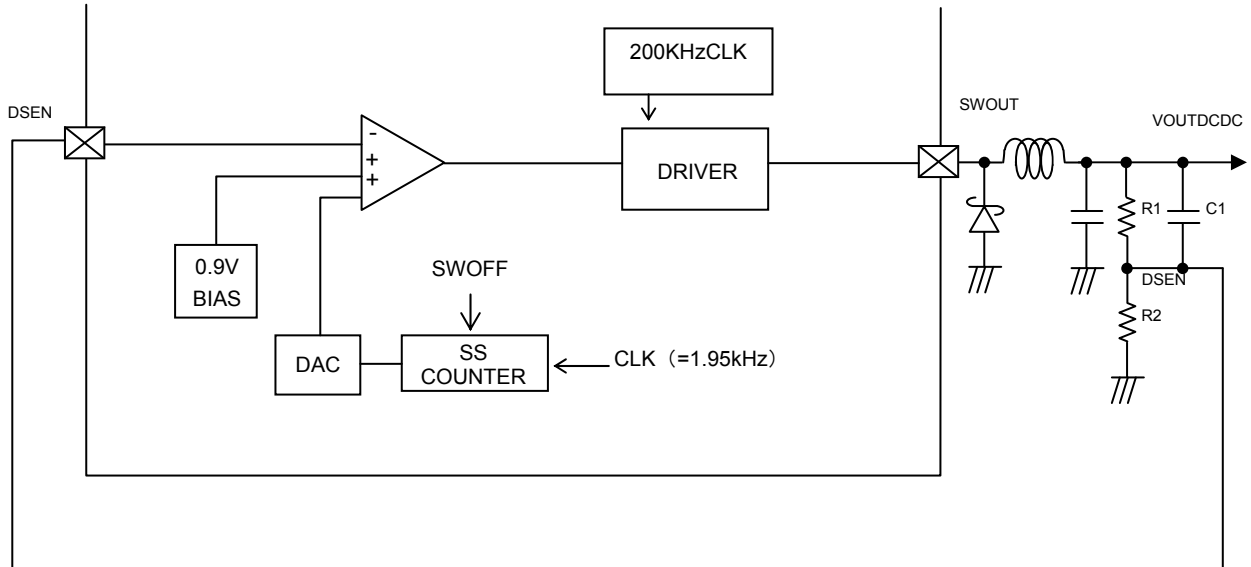 200KHzCLK
DSEN
SWOUT
VOUTDCDC
-
+
+
DRIVER
R1
C1
0.9V
BIAS
SWOFF
DSEN
R2
DAC
SS
COUNTER
CLK（=1.95kHz）